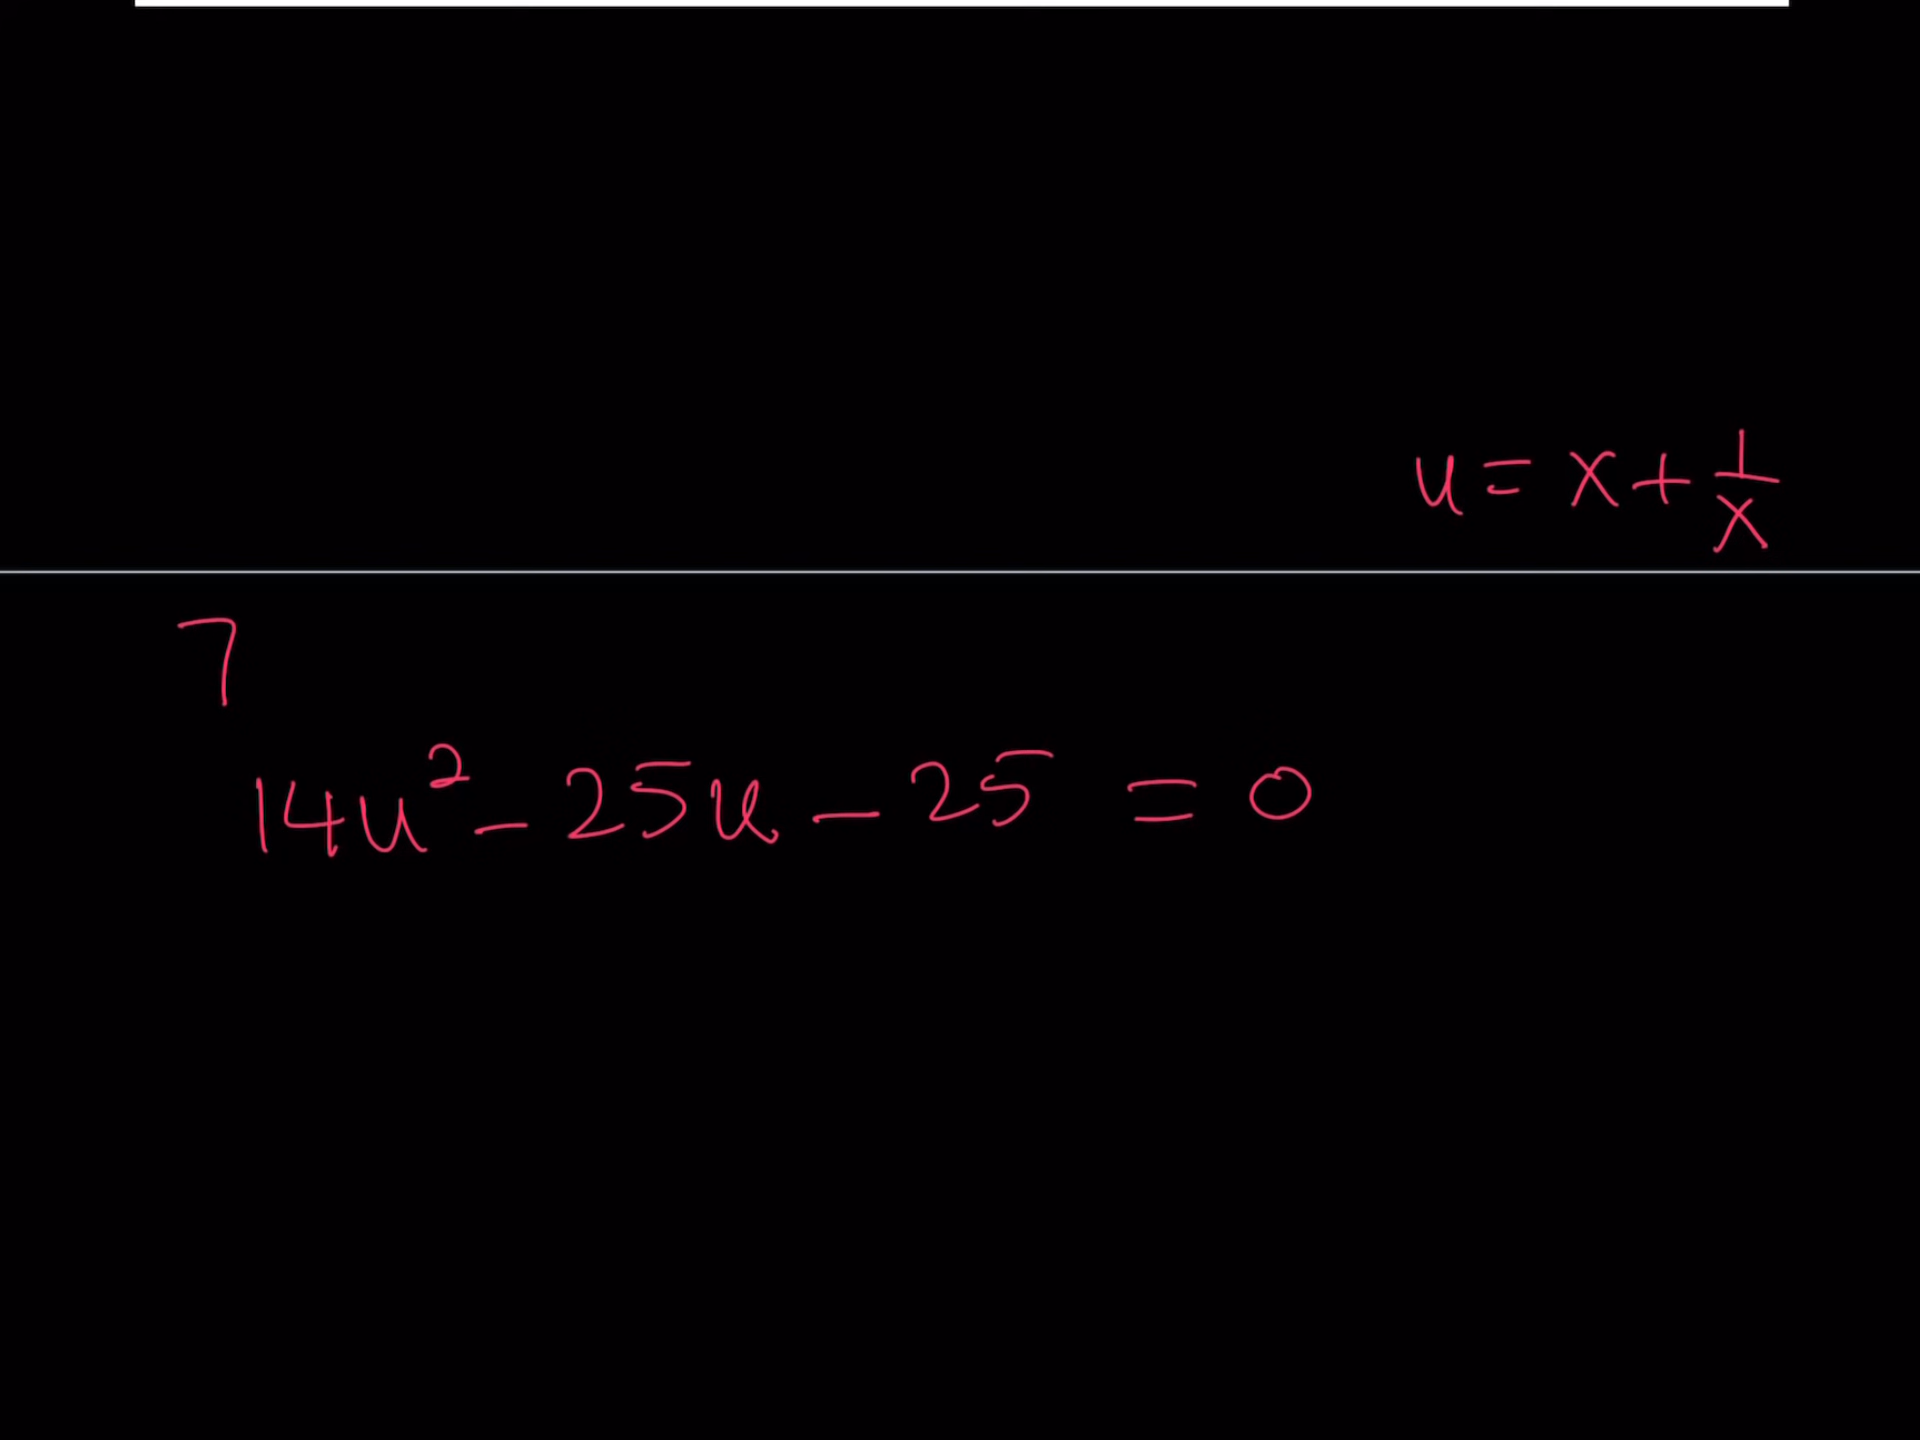 u = x + 1/x
7
14u² - 25u - 25 = 0